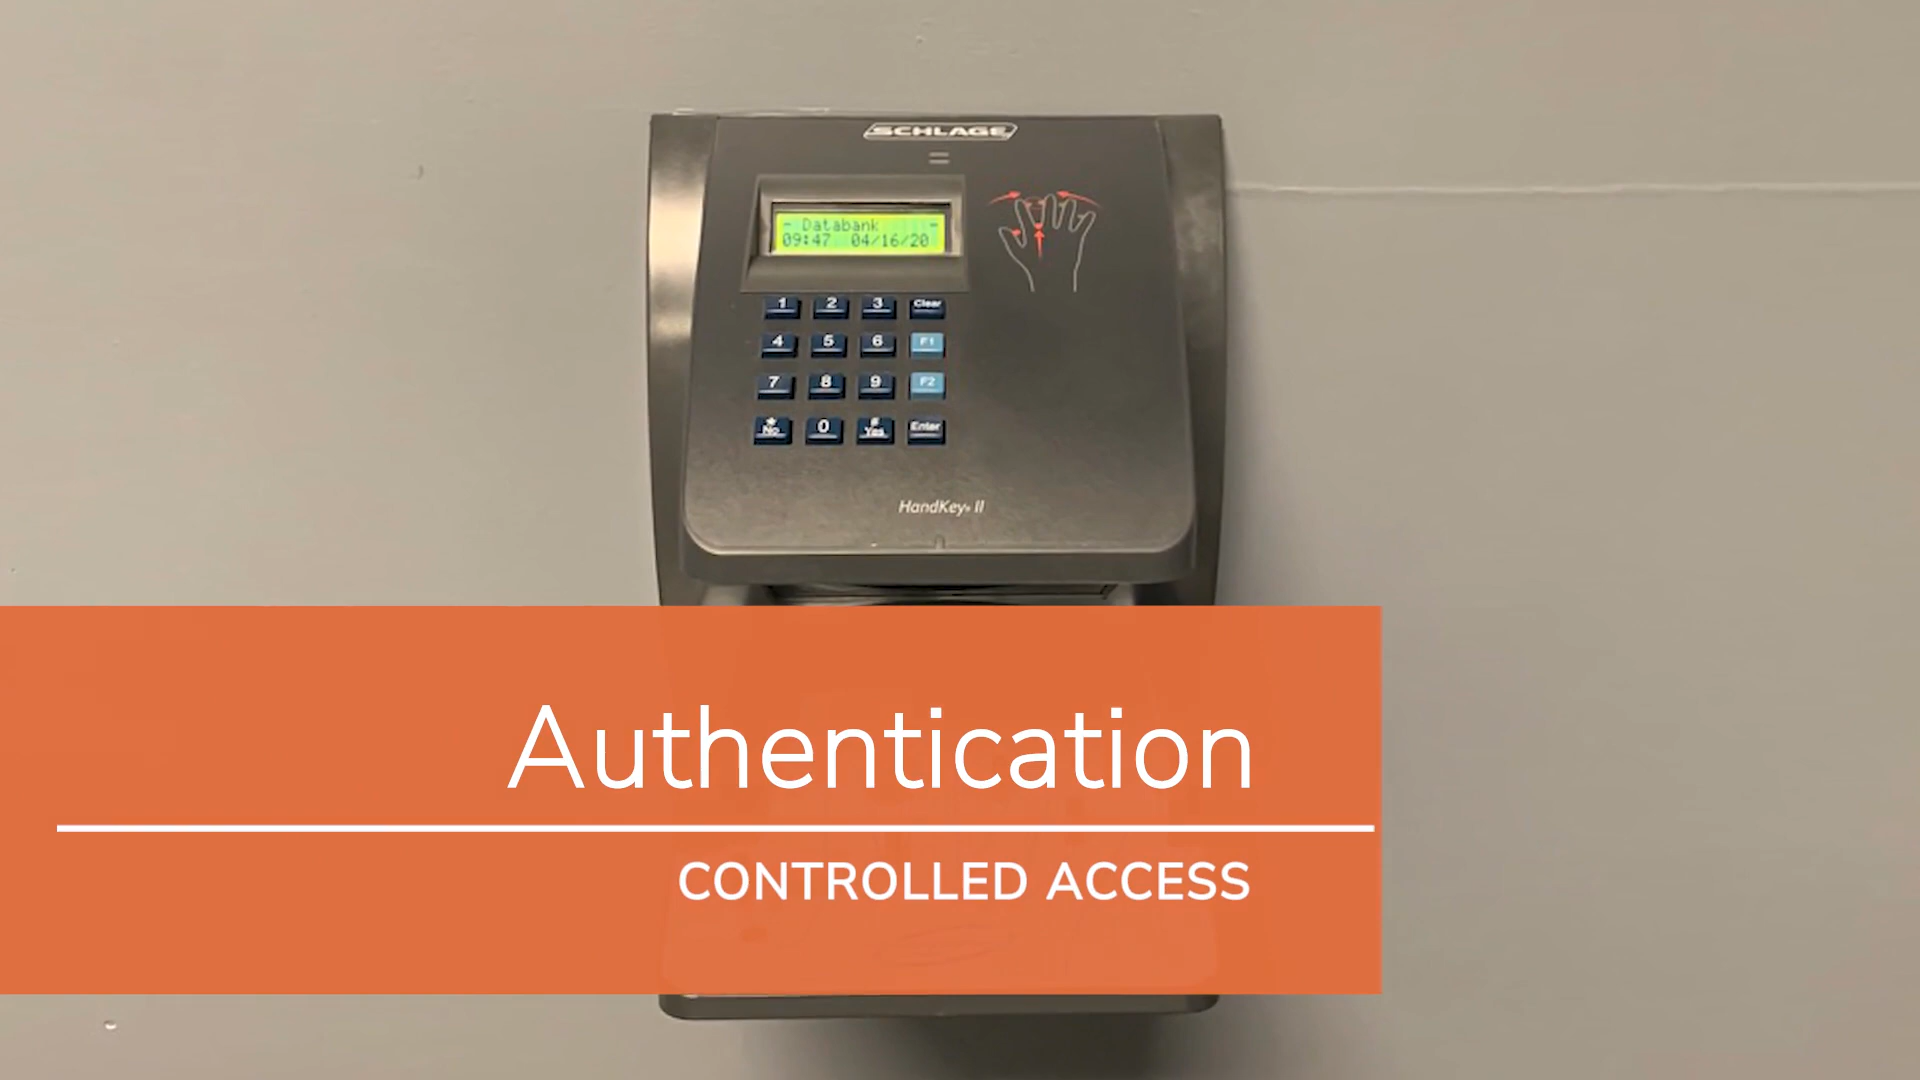 SCHLAGE
- Databank -
09:47 04/16/20
1 2 3 Clear
4 5 6 F1
7 8 9 F2
* No 0 # Yes Enter
HandKey® II
Authentication
CONTROLLED ACCESS